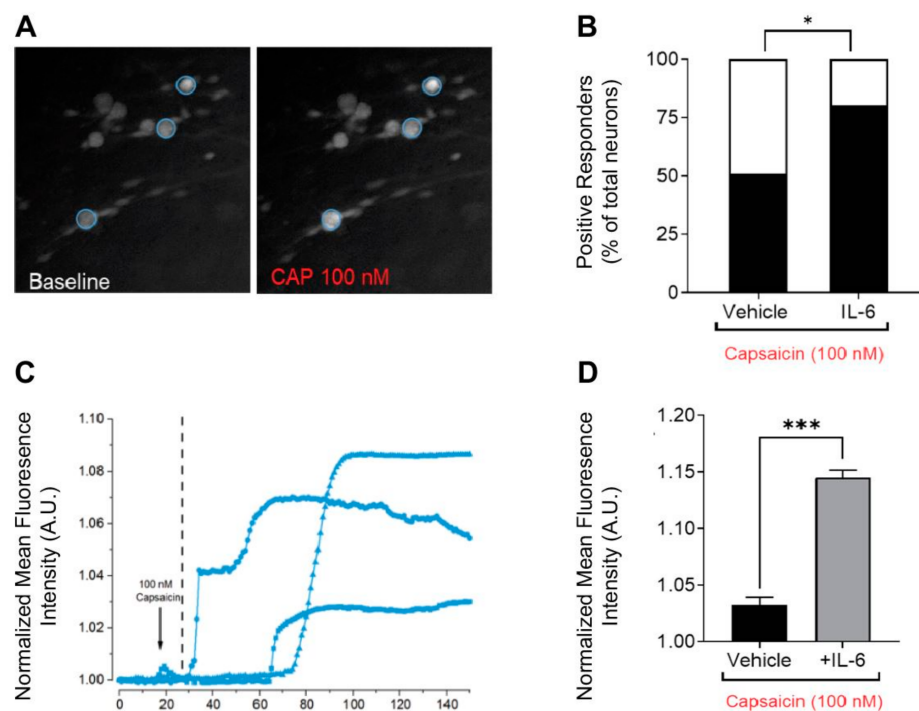 A
Baseline
CAP 100 nM
B
*
Positive Responders
(% of total neurons)
100
75
50
25
0
Vehicle
IL-6
Capsaicin (100 nM)
C
Normalized Mean Fluoresence
Intensity (A.U.)
1.10
1.08
1.06
1.04
1.02
1.00
100 nM
Capsaicin
0
20
40
60
80
100
120
140
D
Normalized Mean Fluoresence
Intensity (A.U.)
1.20
1.15
1.10
1.05
1.00
***
Vehicle
+IL-6
Capsaicin (100 nM)